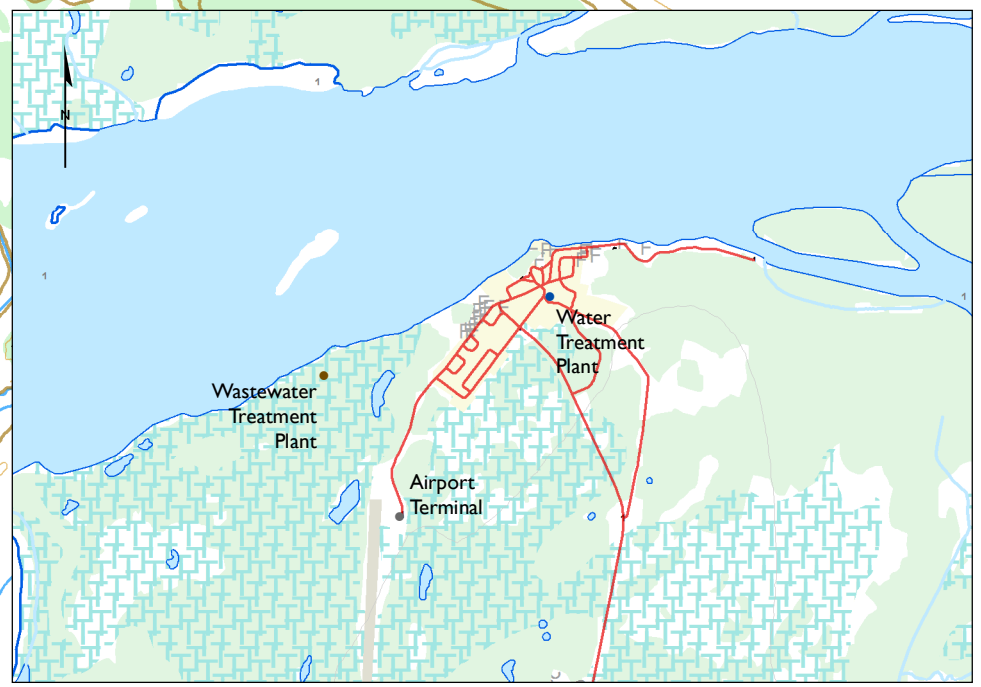 1
N
1
1
Water
Treatment
Plant
Wastewater
Treatment
Plant
Airport
Terminal